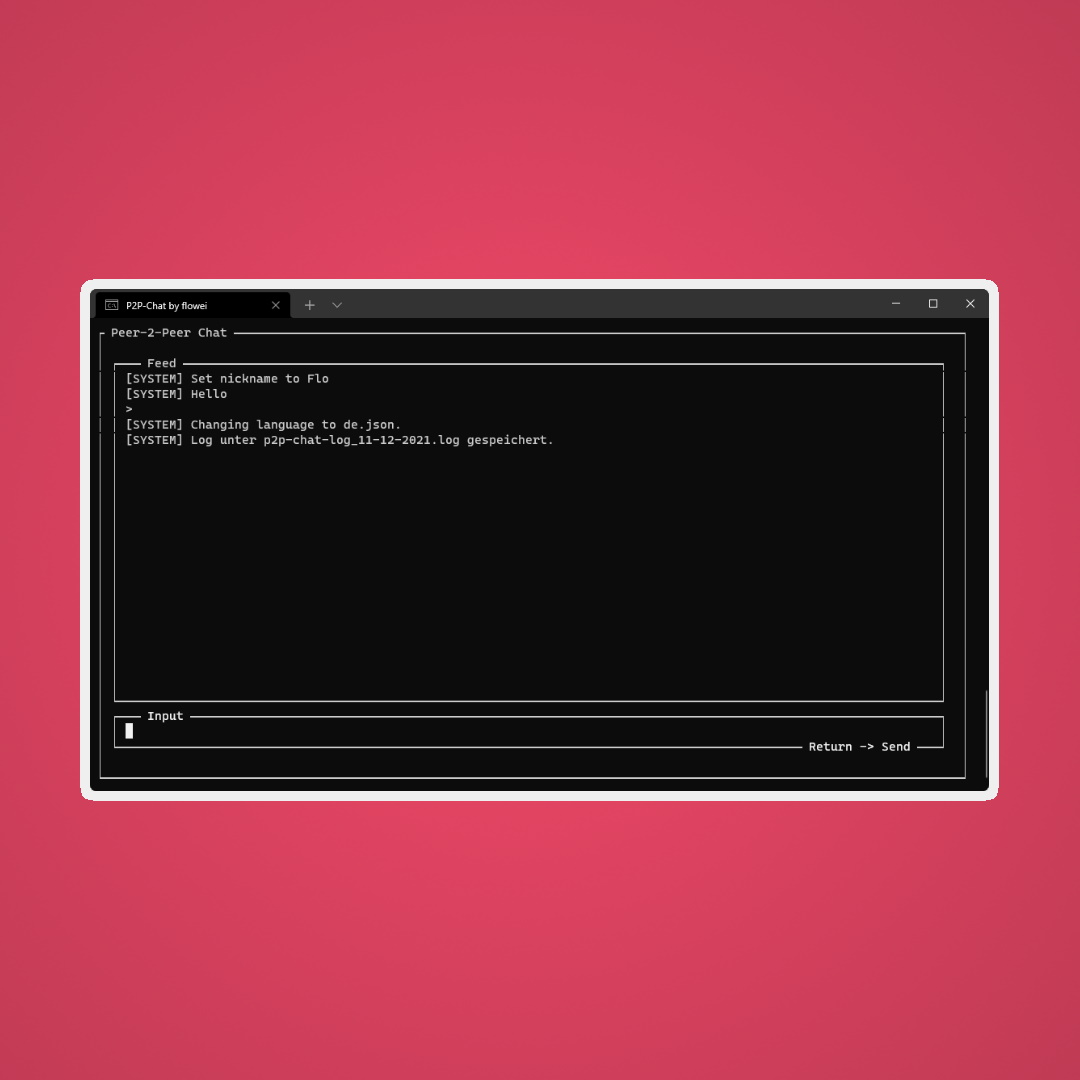 P2P-Chat by flowei
Peer-2-Peer Chat
Feed
[SYSTEM] Set nickname to Flo
[SYSTEM] Hello
>
[SYSTEM] Changing language to de.json.
[SYSTEM] Log unter p2p-chat-log_11-12-2021.log gespeichert.
Input
Return -> Send